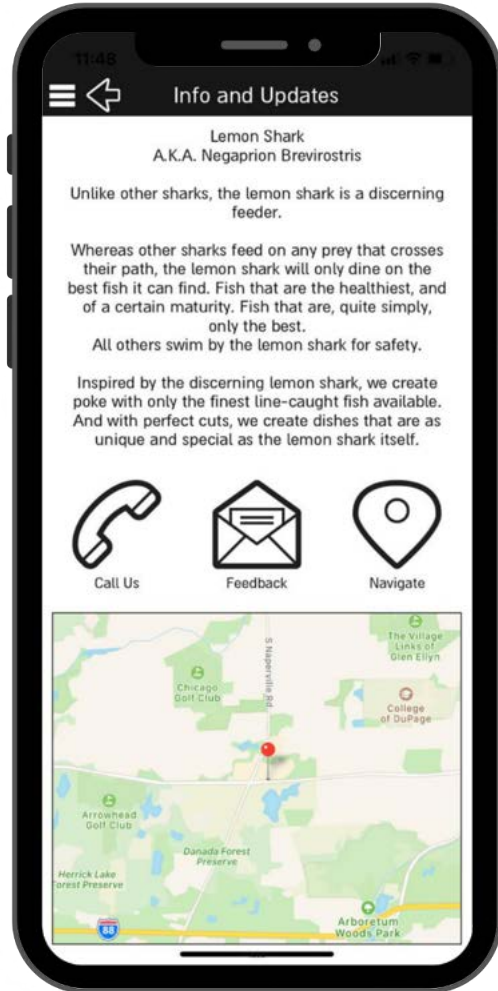 11:48
Info and Updates
Lemon Shark
A.K.A. Negaprion Brevirostris
Unlike other sharks, the lemon shark is a discerning
feeder.
Whereas other sharks feed on any prey that crosses
their path, the lemon shark will only dine on the
best fish it can find. Fish that are the healthiest, and
of a certain maturity. Fish that are, quite simply,
only the best.
All others swim by the lemon shark for safety.
Inspired by the discerning lemon shark, we create
poke with only the finest line-caught fish available.
And with perfect cuts, we create dishes that are as
unique and special as the lemon shark itself.
Call Us
Feedback
Navigate
The Village
Links of
Glen Ellyn
S Naperville Rd
Chicago
Golf Club
College
of DuPage
Arrowhead
Golf Club
Danada Forest
Preserve
Herrick Lake
Forest Preserve
88
Arboretum
Woods Park